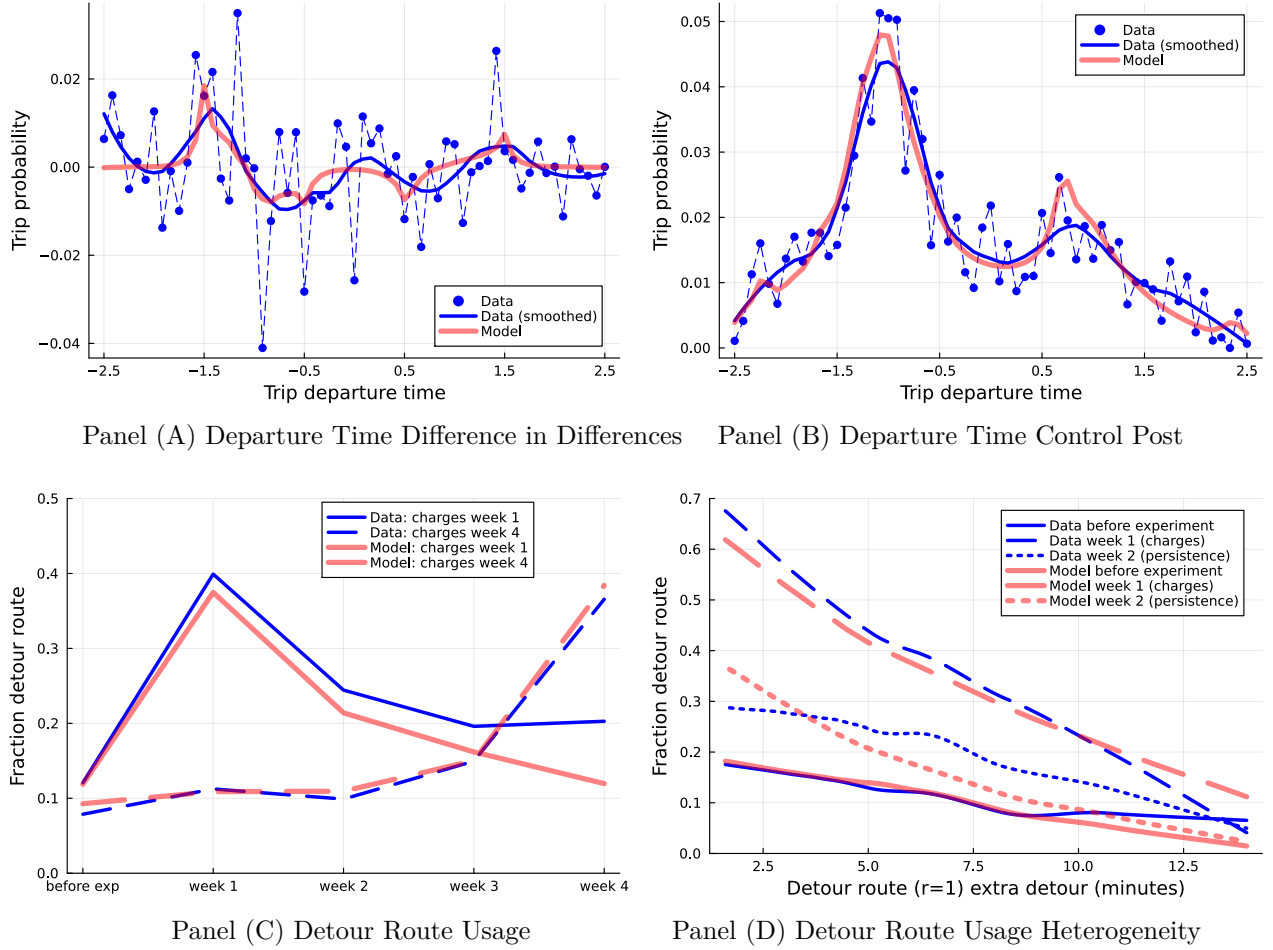 Trip probability
0.02
0.00
−0.02
−0.04
−2.5
−1.5
−0.5
0.5
1.5
2.5
Trip departure time
Data
Data (smoothed)
Model
Panel (A) Departure Time Difference in Differences
Trip probability
0.05
0.04
0.03
0.02
0.01
0.00
−2.5
−1.5
−0.5
0.5
1.5
2.5
Trip departure time
Data
Data (smoothed)
Model
Panel (B) Departure Time Control Post
Fraction detour route
0.5
0.4
0.3
0.2
0.1
0.0
before exp
week 1
week 2
week 3
week 4
Data: charges week 1
Data: charges week 4
Model: charges week 1
Model: charges week 4
Panel (C) Detour Route Usage
Fraction detour route
0.7
0.6
0.5
0.4
0.3
0.2
0.1
0.0
2.5
5.0
7.5
10.0
12.5
Detour route (r=1) extra detour (minutes)
Data before experiment
Data week 1 (charges)
Data week 2 (persistence)
Model before experiment
Model week 1 (charges)
Model week 2 (persistence)
Panel (D) Detour Route Usage Heterogeneity